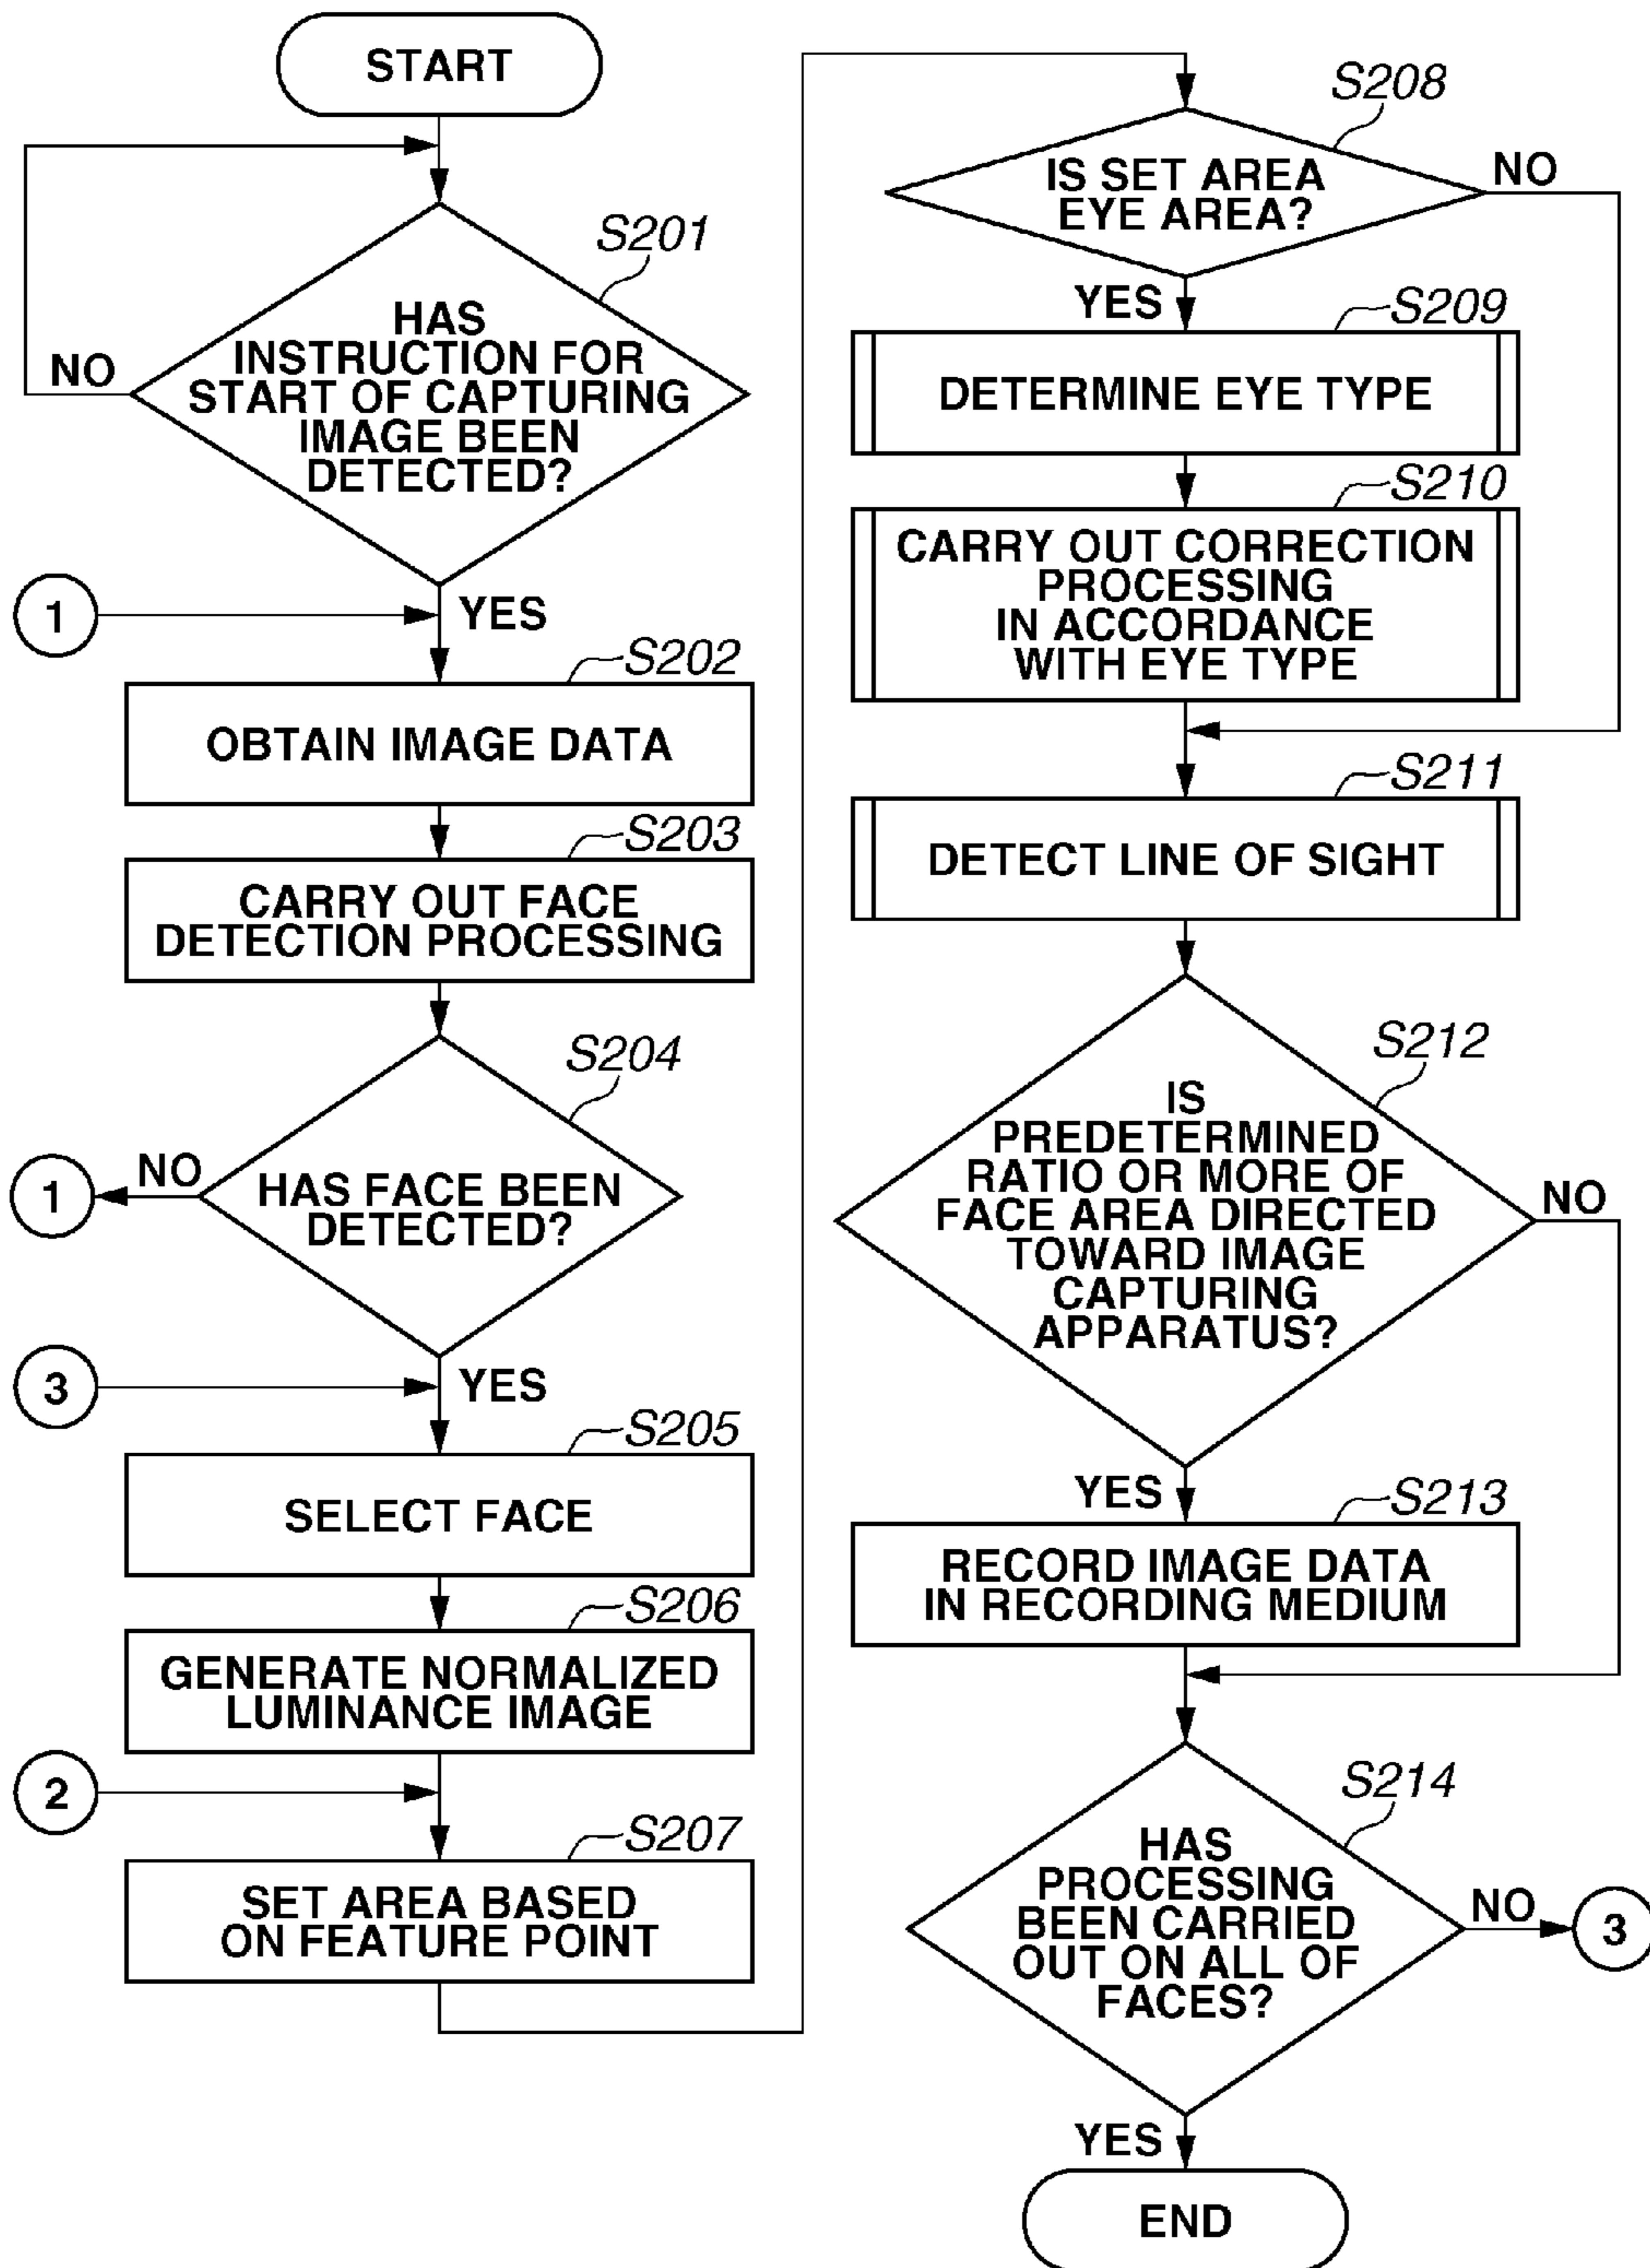 START
S201
HAS
INSTRUCTION FOR
START OF CAPTURING
IMAGE BEEN
DETECTED?
NO
1
YES
S202
OBTAIN IMAGE DATA
S203
CARRY OUT FACE
DETECTION PROCESSING
S204
HAS FACE BEEN
DETECTED?
NO
1
3
YES
S205
SELECT FACE
S206
GENERATE NORMALIZED
LUMINANCE IMAGE
2
S207
SET AREA BASED
ON FEATURE POINT
S208
IS SET AREA
EYE AREA?
NO
YES
S209
DETERMINE EYE TYPE
S210
CARRY OUT CORRECTION
PROCESSING
IN ACCORDANCE
WITH EYE TYPE
S211
DETECT LINE OF SIGHT
S212
IS
PREDETERMINED
RATIO OR MORE OF
FACE AREA DIRECTED
TOWARD IMAGE
CAPTURING
APPARATUS?
NO
YES
S213
RECORD IMAGE DATA
IN RECORDING MEDIUM
S214
HAS
PROCESSING
BEEN CARRIED
OUT ON ALL OF
FACES?
NO
3
YES
END